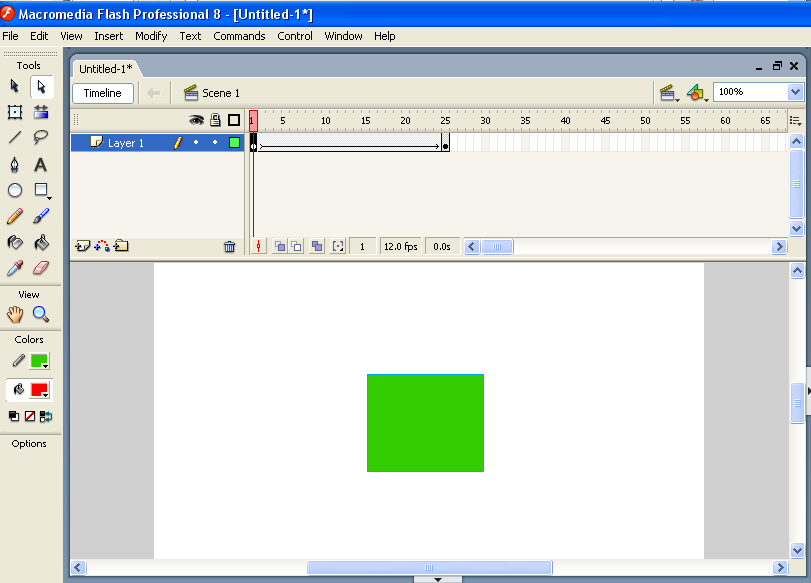 Macromedia Flash Professional 8 - [Untitled-1*]
File Edit View Insert Modify Text Commands Control Window Help
Tools
Untitled-1*
Timeline Scene 1 100%
1 5 10 15 20 25 30 35 40 45 50 55 60 65
Layer 1
A
1 12.0 fps 0.0s
View
Colors
Options